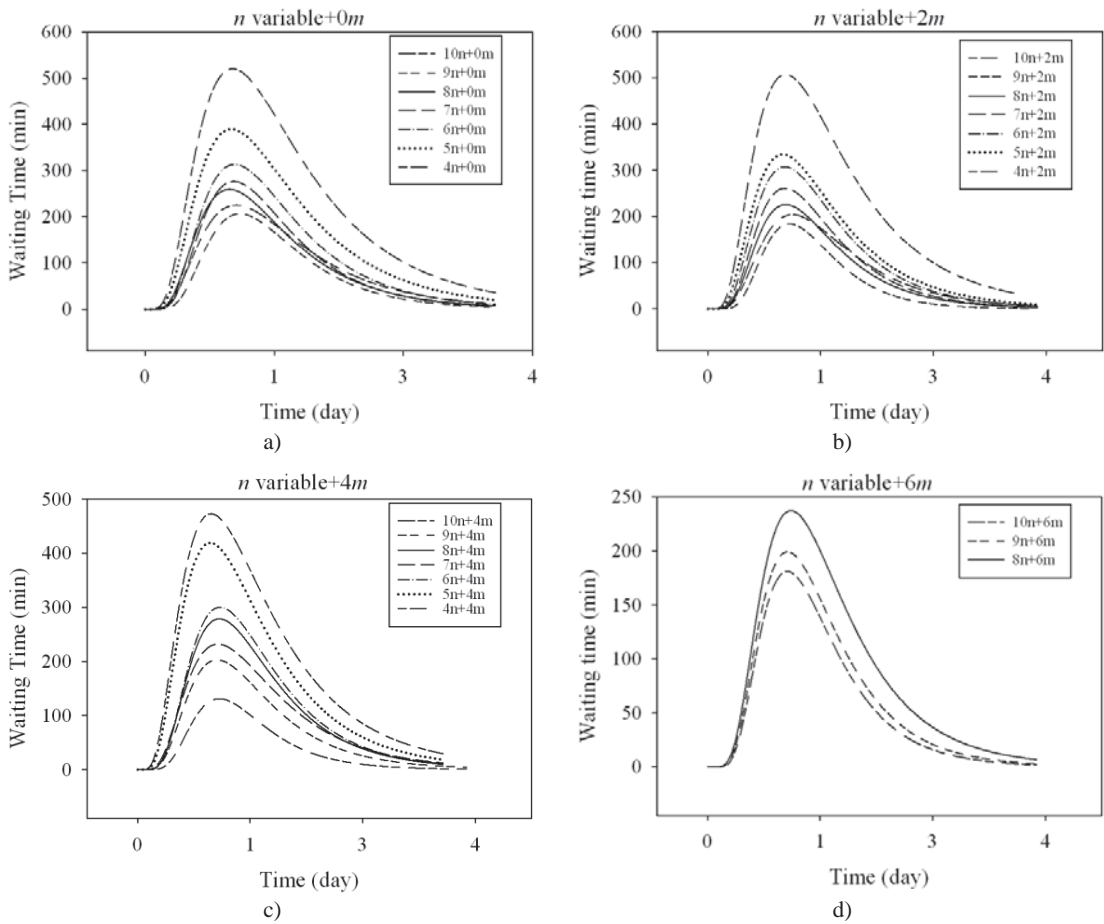 n variable+0m
600
500
400
300
200
100
0
Waiting Time (min)
10n+0m
9n+0m
8n+0m
7n+0m
6n+0m
5n+0m
4n+0m
0
1
3
4
Time (day)
a)
n variable+2m
600
500
400
300
200
100
0
Waiting time (min)
10n+2m
9n+2m
8n+2m
7n+2m
6n+2m
5n+2m
4n+2m
0
1
3
4
Time (day)
b)
n variable+4m
500
400
300
200
100
0
Waiting Time (min)
10n+4m
9n+4m
8n+4m
7n+4m
6n+4m
5n+4m
4n+4m
0
1
3
4
Time (day)
c)
n variable+6m
250
200
150
100
50
0
Waiting time (min)
10n+6m
9n+6m
8n+6m
0
1
3
4
Time (day)
d)